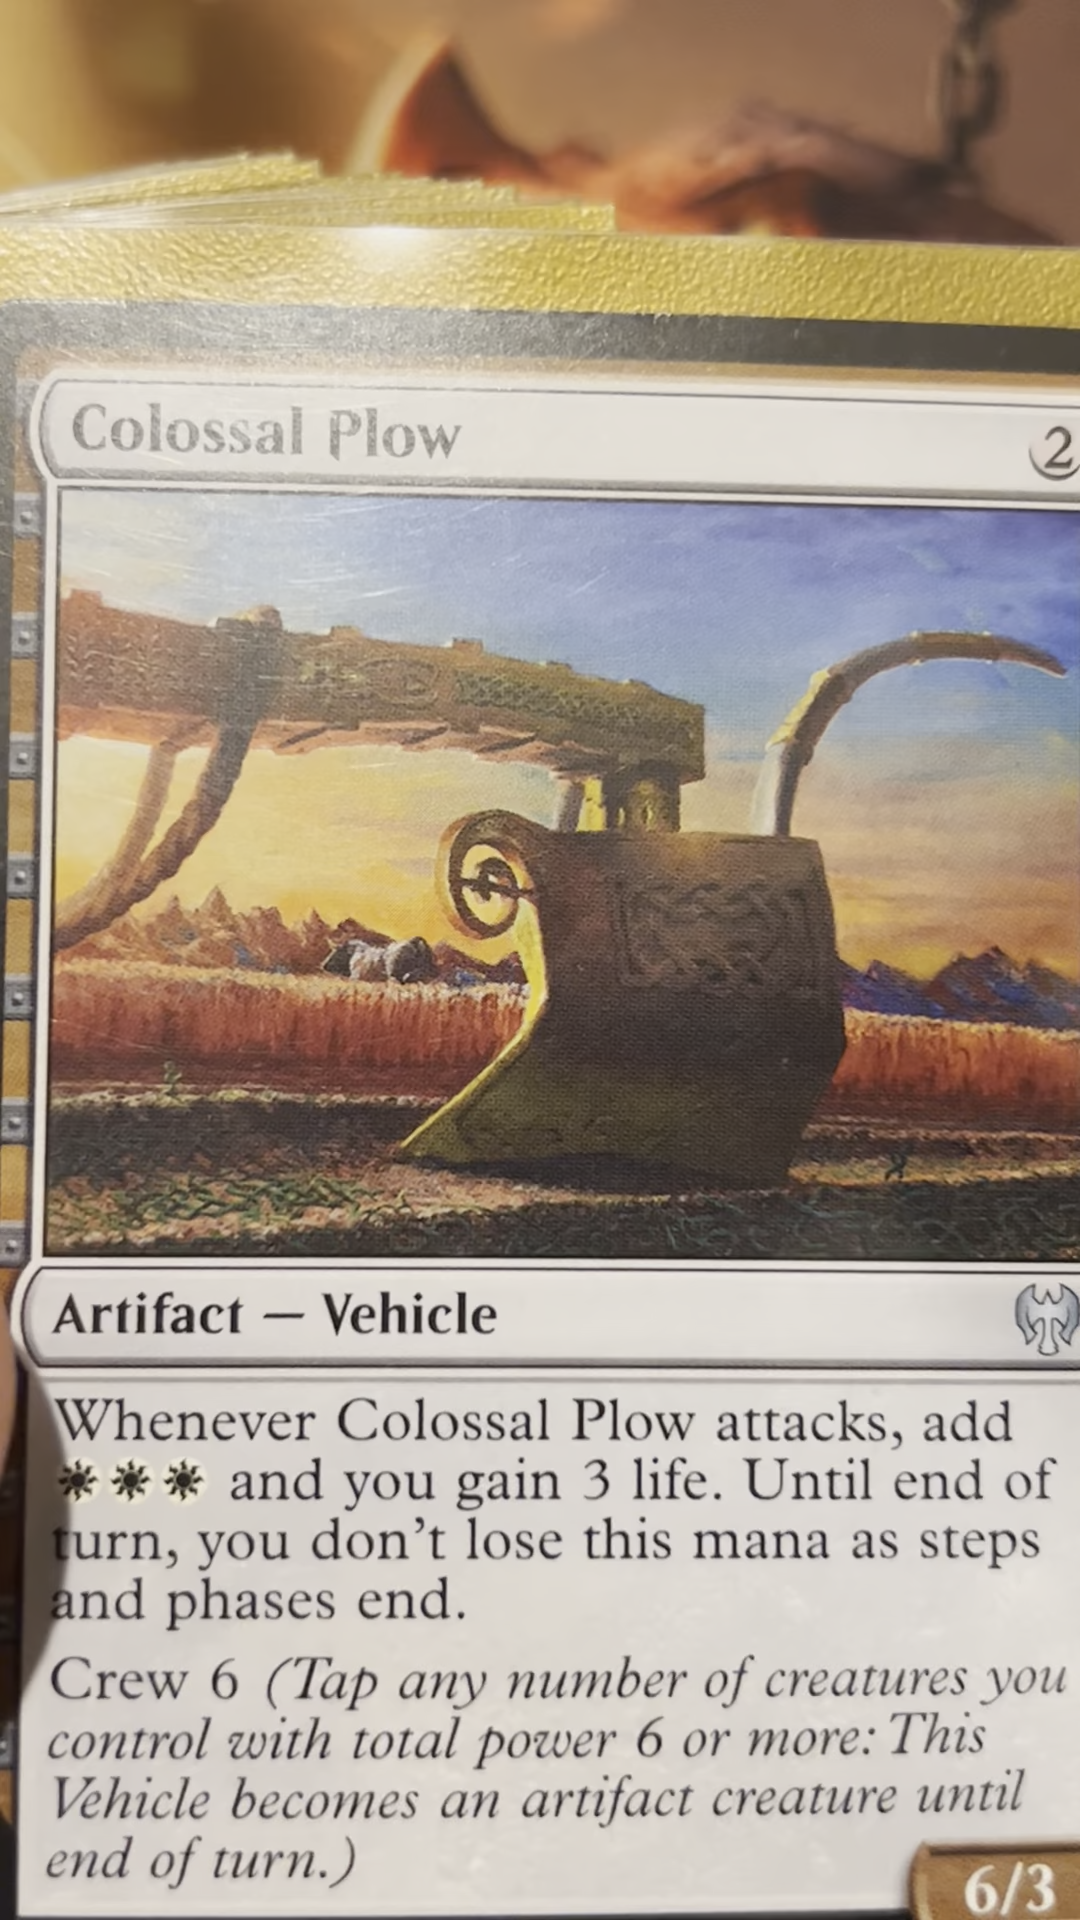 Colossal Plow
2
Artifact — Vehicle
Whenever Colossal Plow attacks, add
and you gain 3 life. Until end of
turn, you don't lose this mana as steps
and phases end.
Crew 6 (Tap any number of creatures you
control with total power 6 or more: This
Vehicle becomes an artifact creature until
end of turn.)
6/3